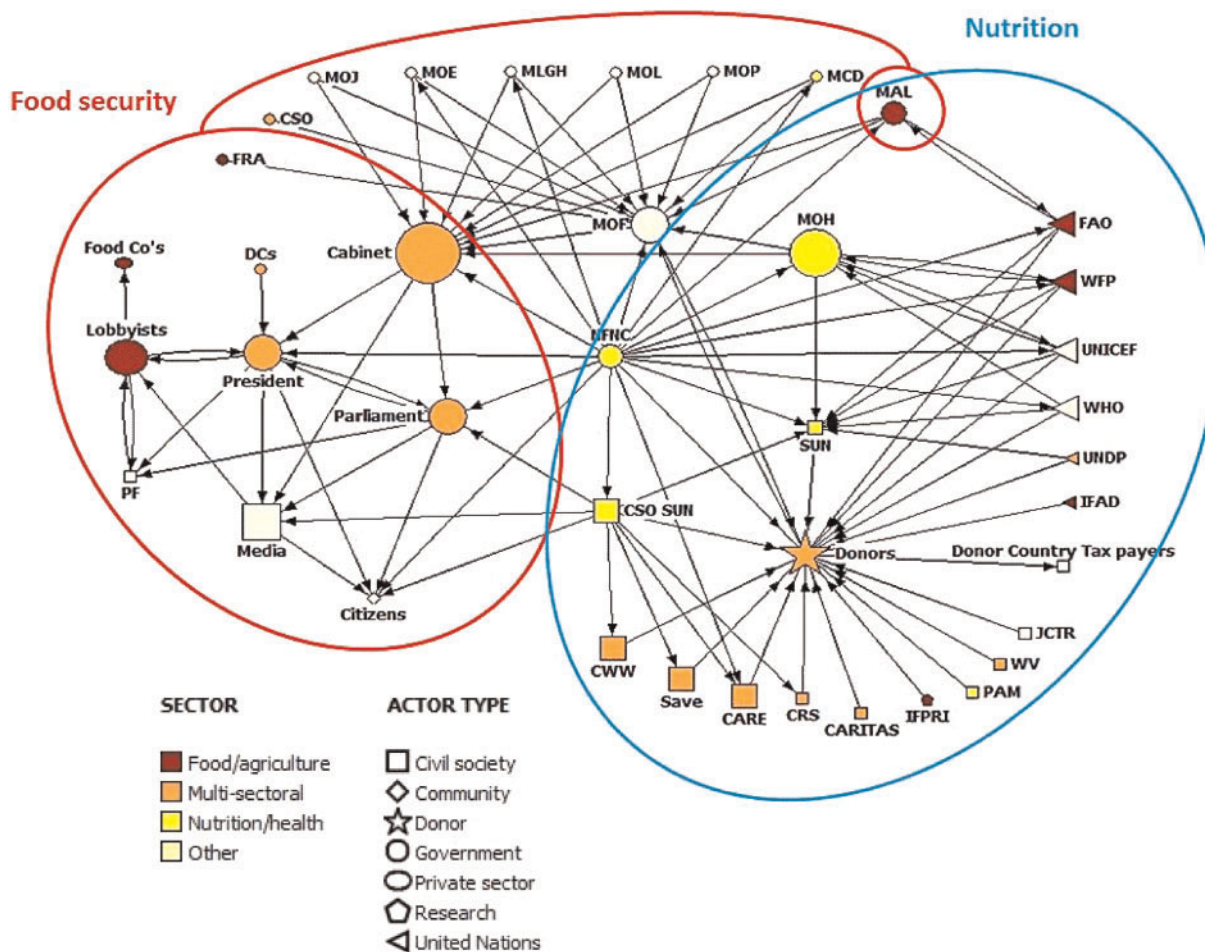 Nutrition
Food security
MOJ
MOE
MLGH
MOL
MOP
MCD
MAL
CSO
FRA
MOF
MOH
FAO
Food Co's
DCs
Cabinet
WFP
Lobbyists
NFNC
UNICEF
President
Parliament
WHO
SUN
UNDP
PF
CSO SUN
IFAD
Media
Donors
Donor Country Tax payers
Citizens
JCTR
CWW
WV
Save
PAM
CARE
CRS
CARITAS
IFPRI
SECTOR
Food/agriculture
Multi-sectoral
Nutrition/health
Other
ACTOR TYPE
Civil society
Community
Donor
Government
Private sector
Research
United Nations